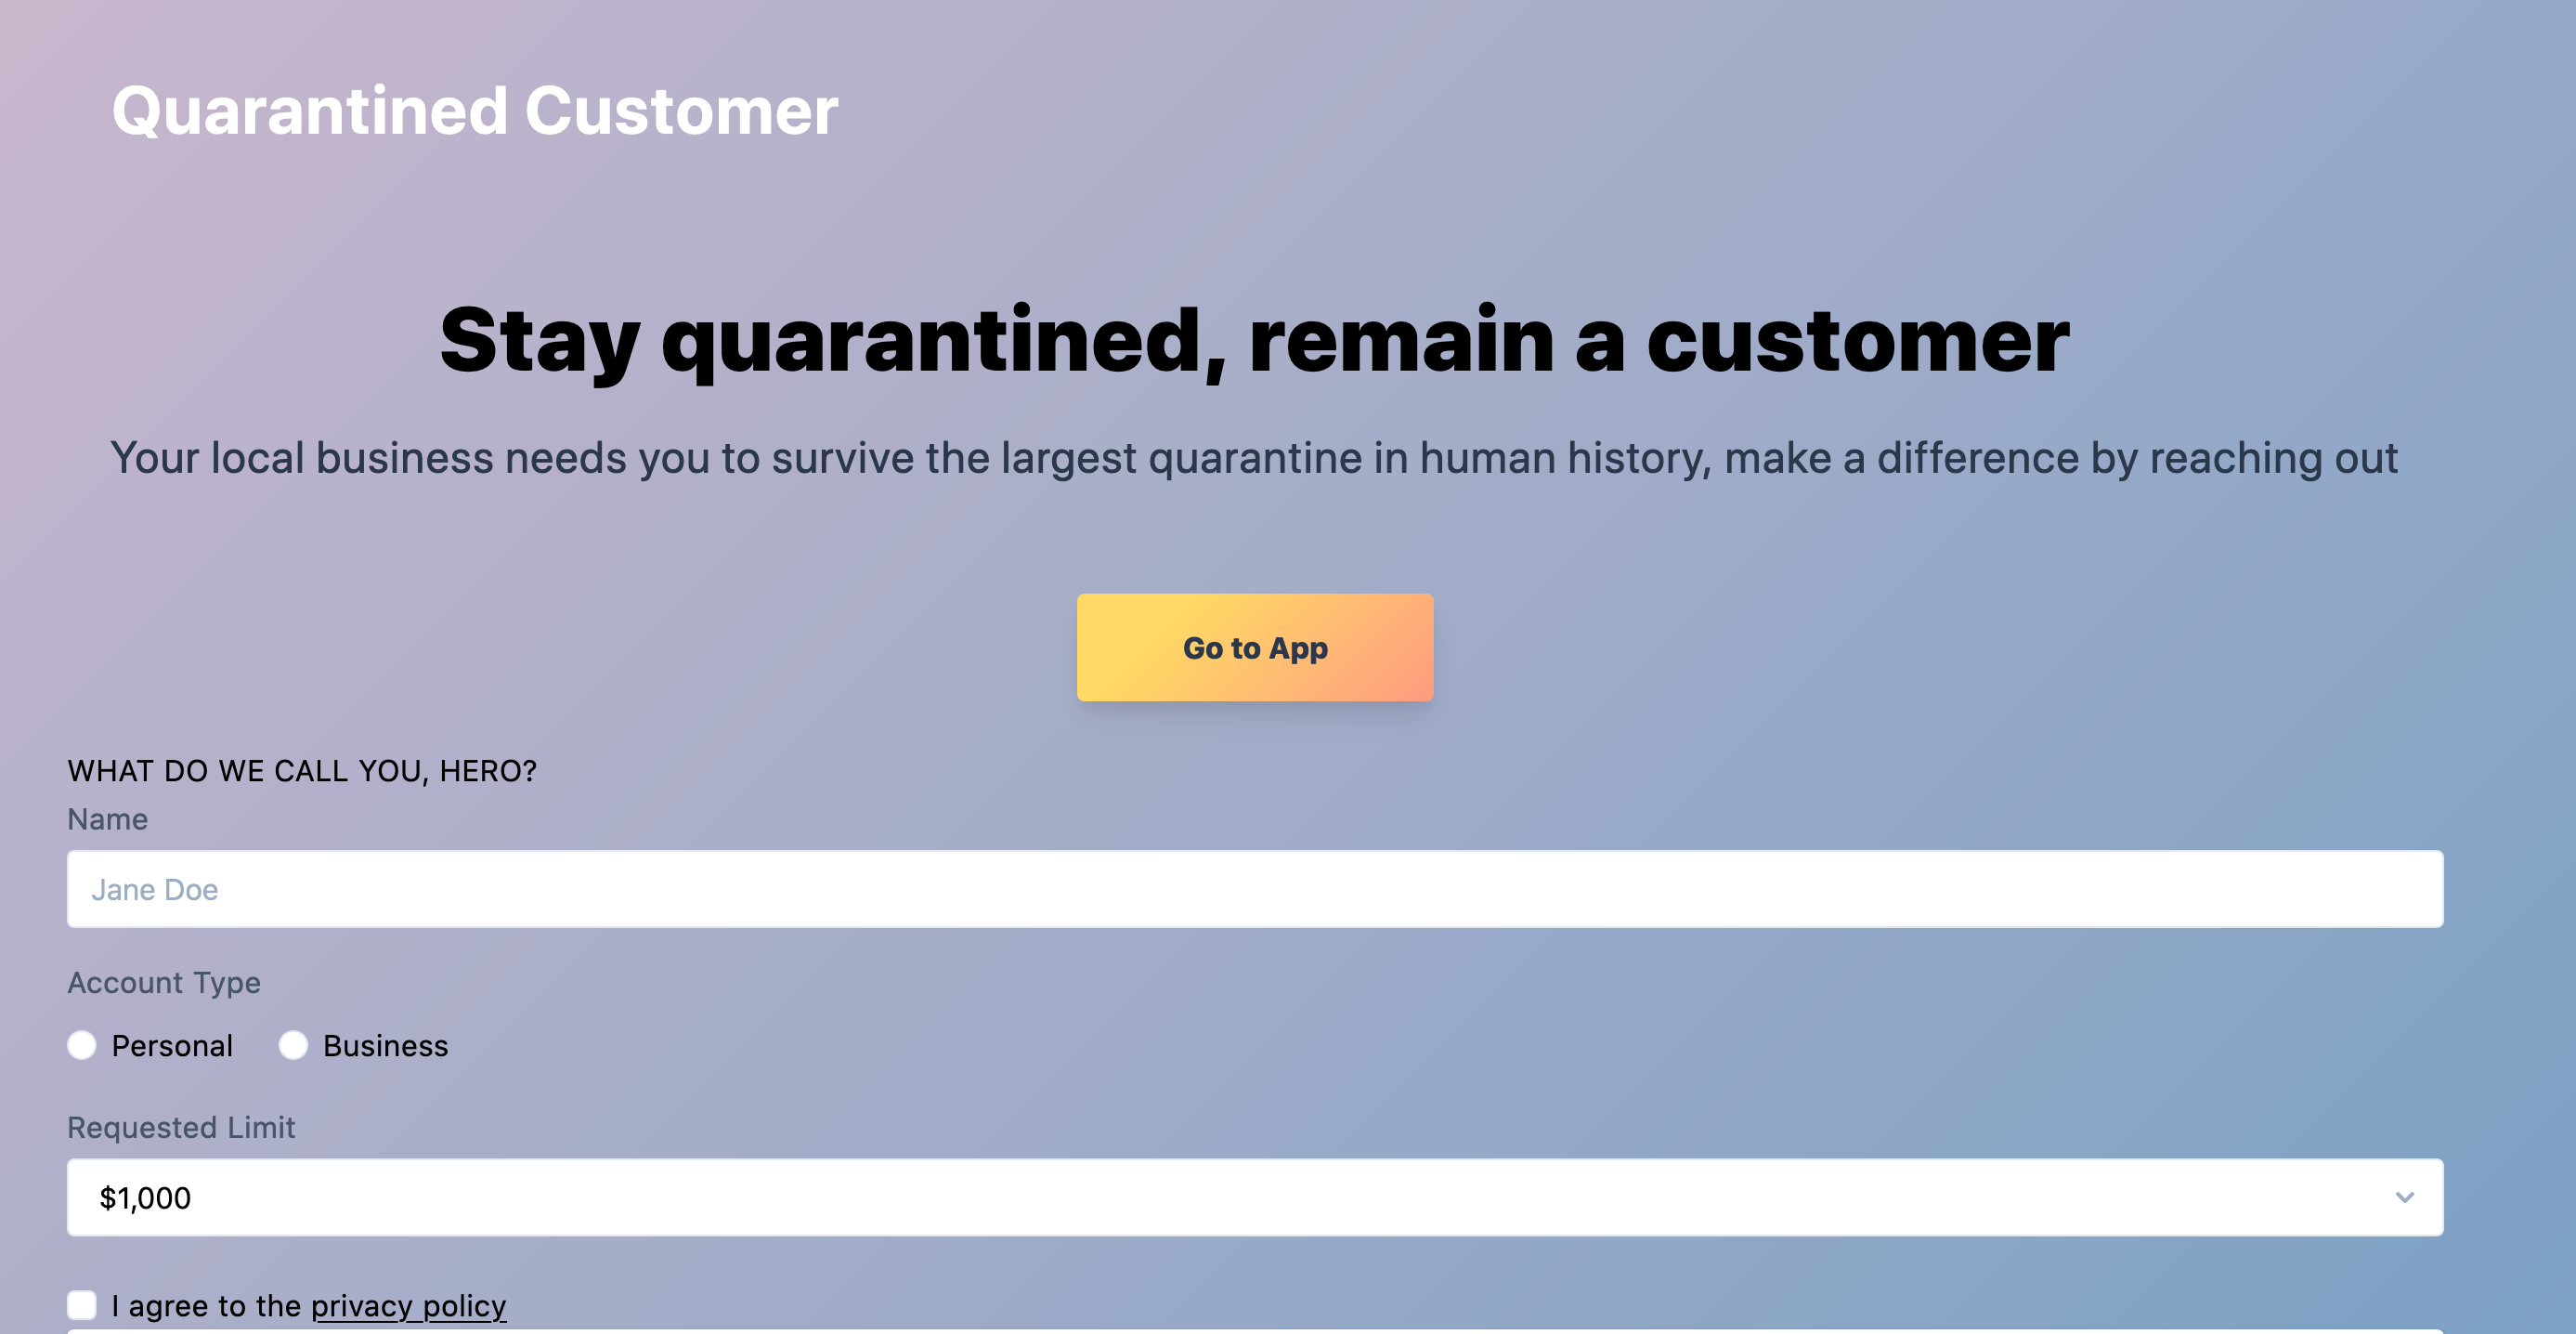 Quarantined Customer
Stay quarantined, remain a customer
Your local business needs you to survive the largest quarantine in human history, make a difference by reaching out
Go to App
WHAT DO WE CALL YOU, HERO?
Name
Jane Doe
Account Type
Personal Business
Requested Limit
$1,000
I agree to the privacy policy